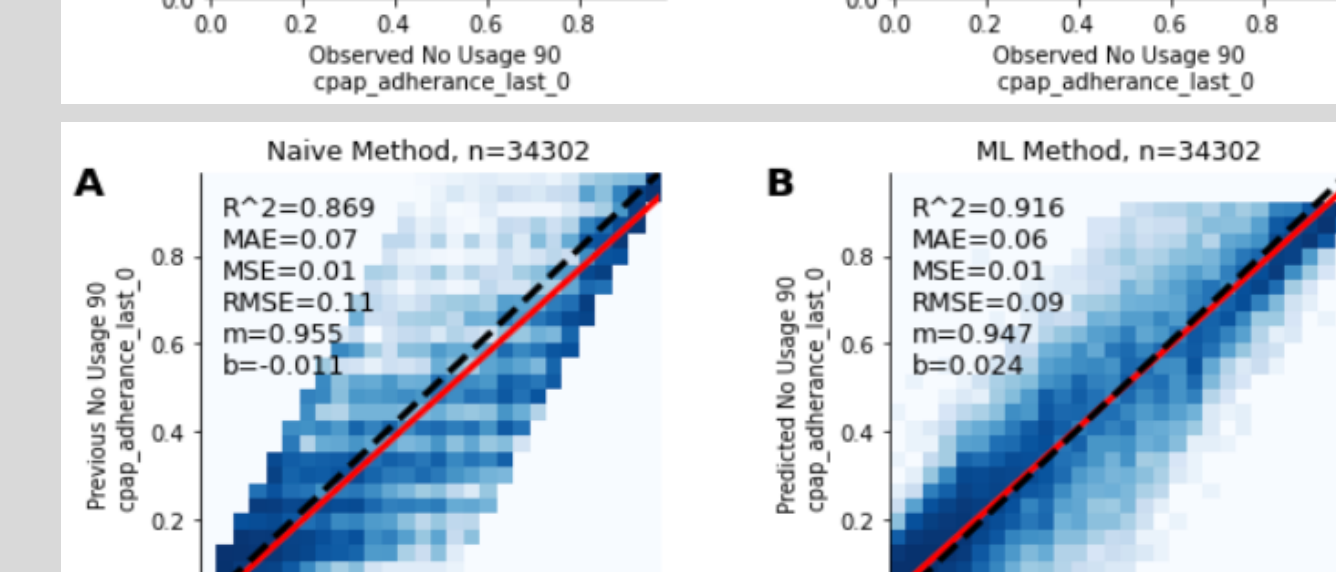 0.0
0.0 0.2 0.4 0.6 0.8
Observed No Usage 90
cpap_adherance_last_0
0.0
0.0 0.2 0.4 0.6 0.8
Observed No Usage 90
cpap_adherance_last_0
A
Naive Method, n=34302
R^2=0.869
MAE=0.07
MSE=0.01
RMSE=0.11
m=0.955
b=-0.011
Previous No Usage 90
cpap_adherance_last_0
0.8
0.6
0.4
0.2
B
ML Method, n=34302
R^2=0.916
MAE=0.06
MSE=0.01
RMSE=0.09
m=0.947
b=0.024
Predicted No Usage 90
cpap_adherance_last_0
0.8
0.6
0.4
0.2